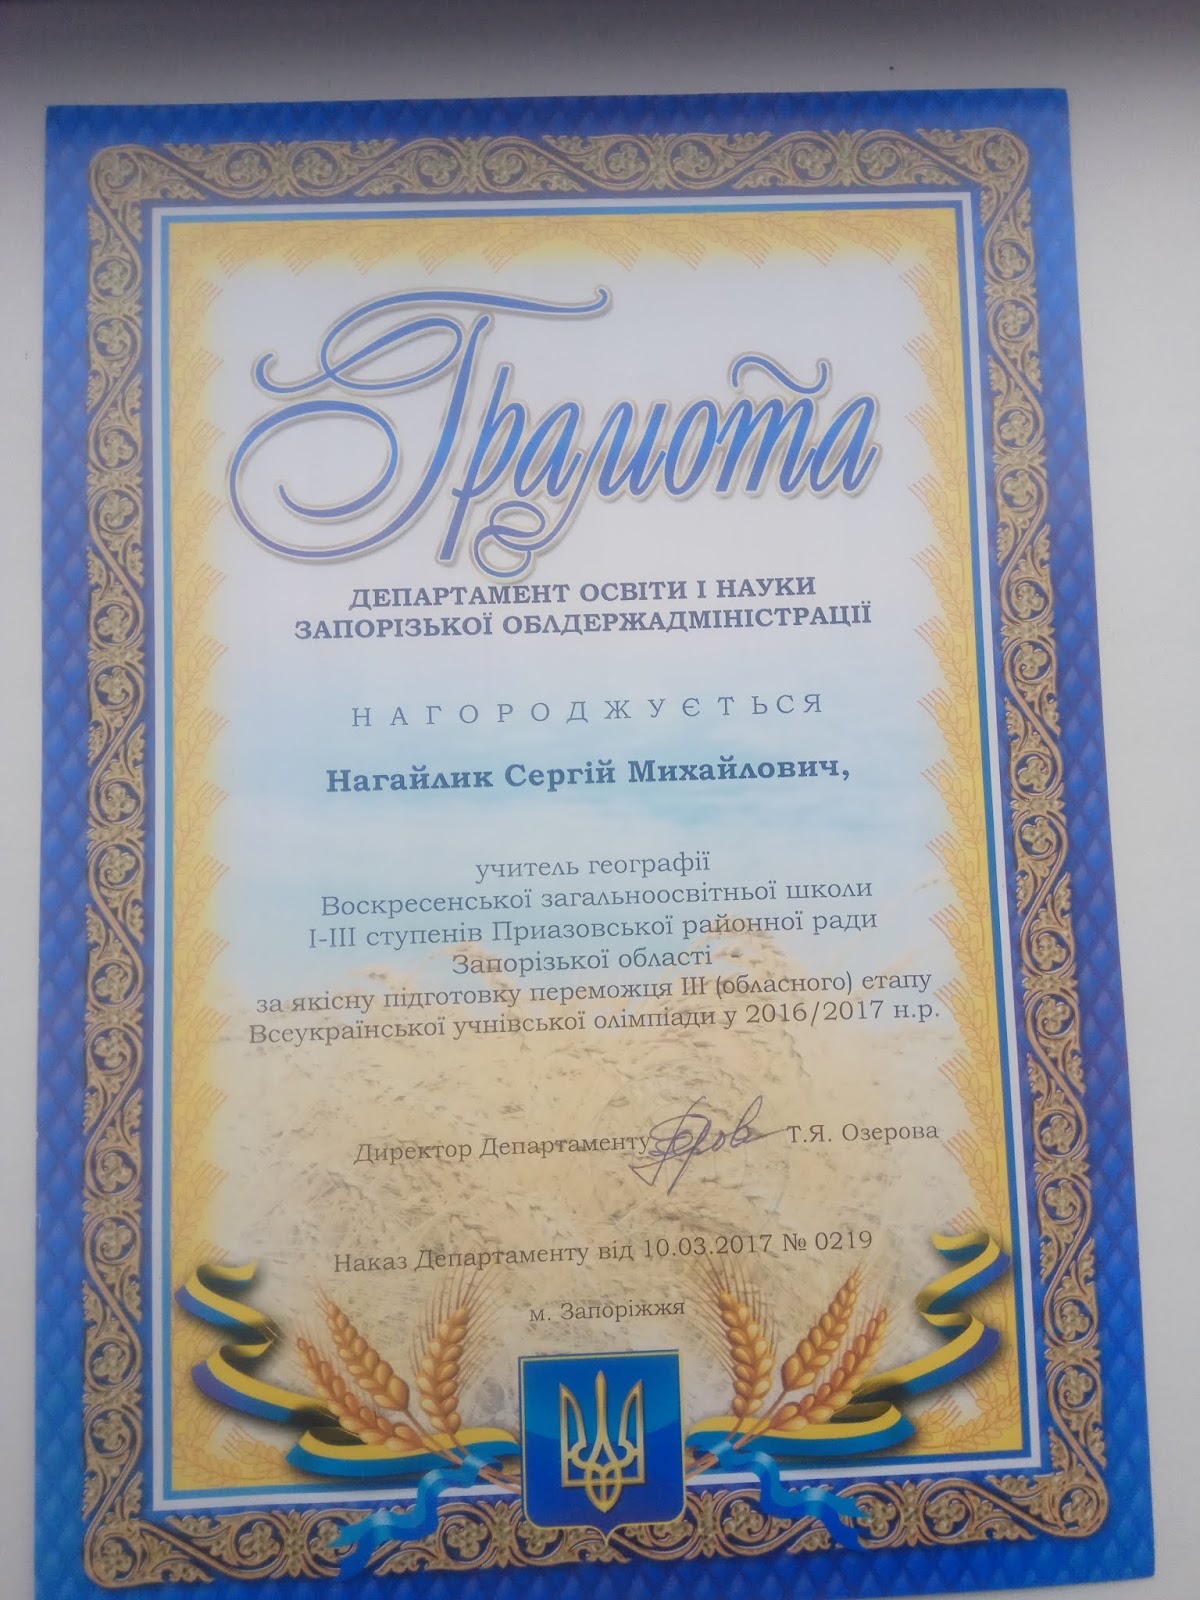 Грамота
ДЕПАРТАМЕНТ ОСВІТИ І НАУКИ
ЗАПОРІЗЬКОЇ ОБЛДЕРЖАДМІНІСТРАЦІЇ
НАГОРОДЖУЄТЬСЯ
Нагайлик Сергій Михайлович,
учитель географії
Воскресенської загальноосвітньої школи
І-ІІІ ступенів Приазовської районної ради
Запорізької області
за якісну підготовку переможця ІІІ (обласного) етапу
Всеукраїнської учнівської олімпіади у 2016/2017 н.р.
Директор Департаменту Т.Я. Озерова
Наказ Департаменту від 10.03.2017 № 0219
м. Запоріжжя